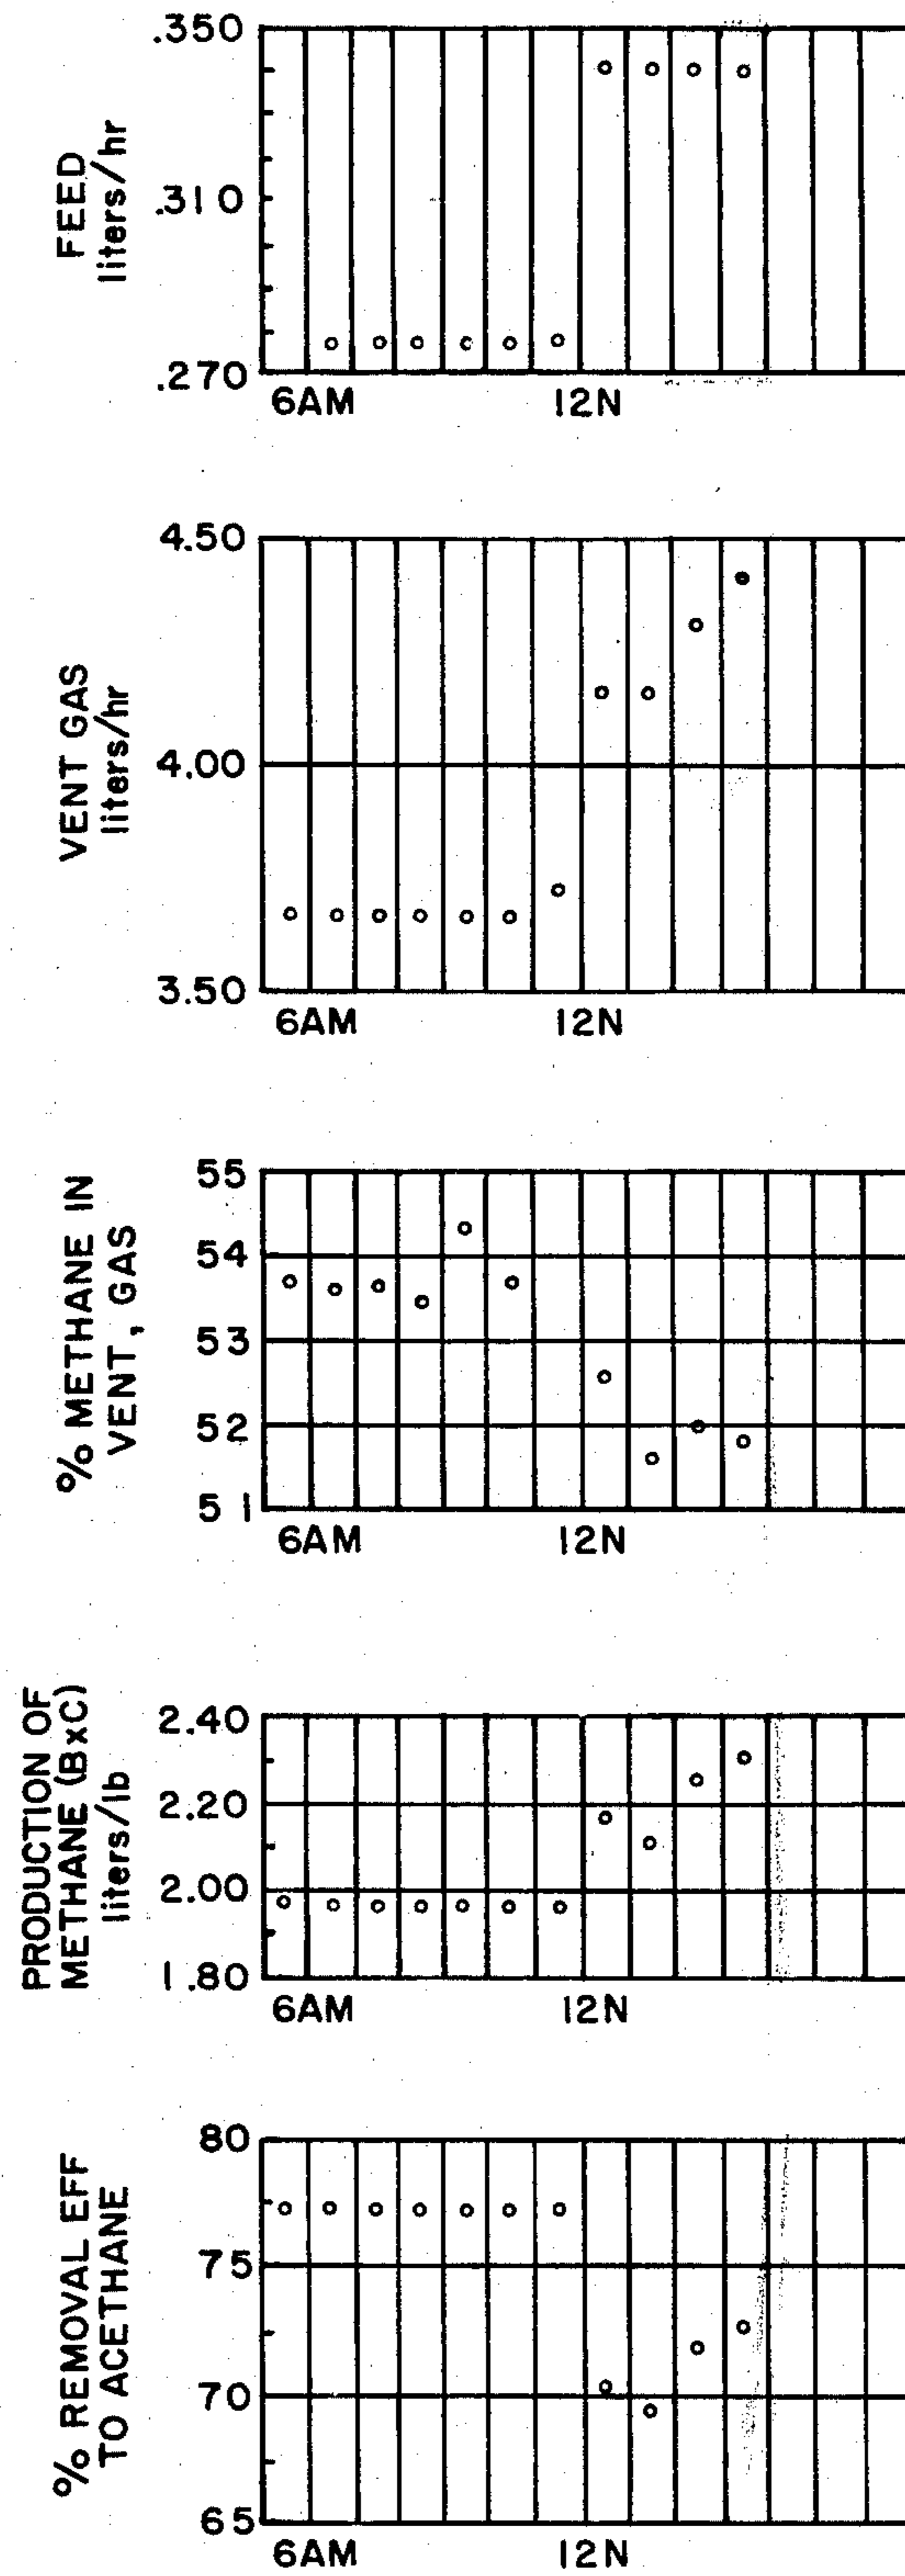 FEED
liters/hr
.350
.310
.270
6AM 12N
VENT GAS
liters/hr
4.50
4.00
3.50
6AM 12N
% METHANE IN
VENT, GAS
55
54
53
52
51
6AM 12N
PRODUCTION OF
METHANE (BxC)
liters/lb
2.40
2.20
2.00
1.80
6AM 12N
% REMOVAL EFF
TO ACETHANE
80
75
70
65
6AM 12N